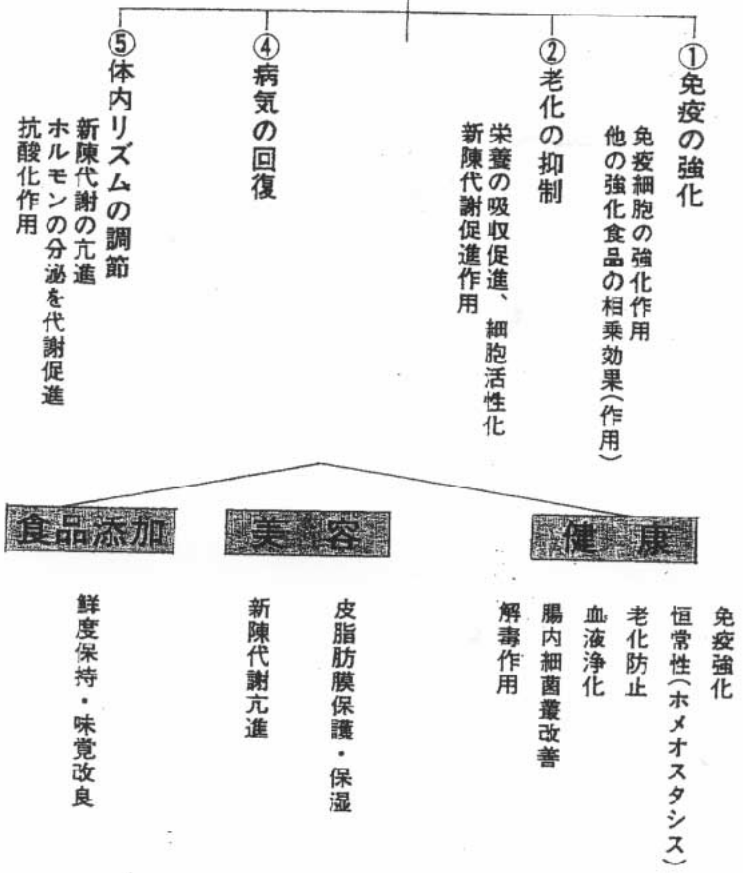 ①免疫の強化
免疫細胞の強化作用
他の強化食品の相乗効果(作用)
②老化の抑制
栄養の吸収促進、細胞活性化
新陳代謝促進作用
④病気の回復
⑤体内リズムの調節
新陳代謝の亢進
ホルモンの分泌を代謝促進
抗酸化作用
健康
免疫強化
恒常性(ホメオスタシス)
老化防止
血液浄化
腸内細菌叢改善
解毒作用
美容
皮脂肪膜保護・保湿
新陳代謝亢進
食品添加
鮮度保持・味覚改良